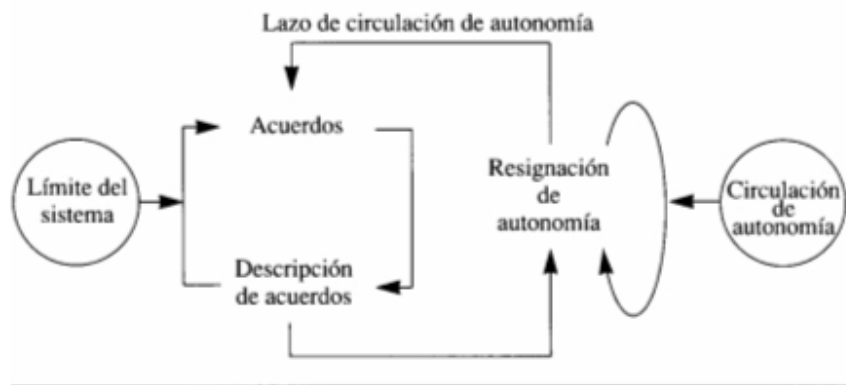 Lazo de circulación de autonomía
Acuerdos
Límite del
sistema
Resignación
de
autonomía
Circulación
de
autonomía
Descripción
de acuerdos